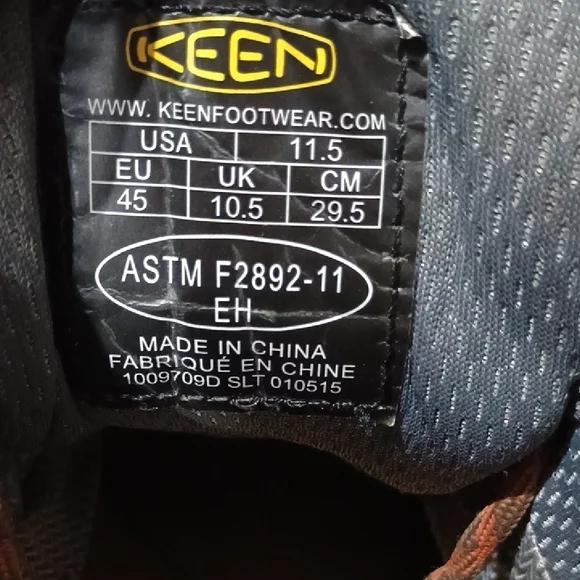 KEEN
WWW. KEENFOOTWEAR.COM
USA 11.5
EU UK CM
45 10.5 29.5
ASTM F2892-11
EH
MADE IN CHINA
FABRIQUÉ EN CHINE
1009709D SLT 010515